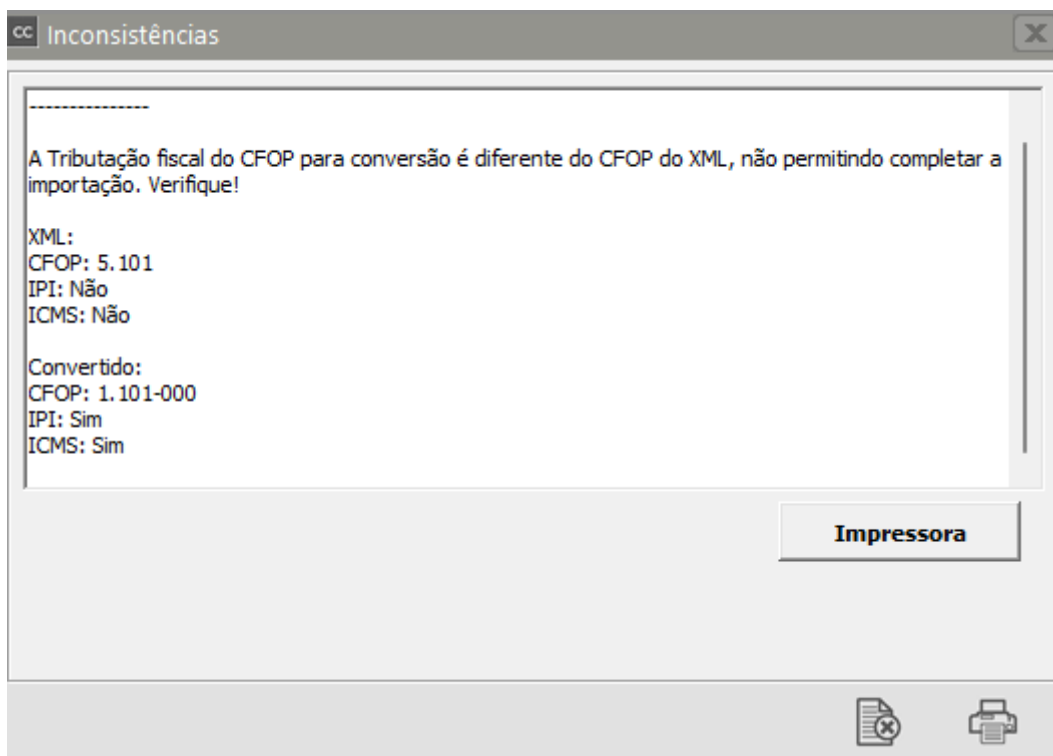 cc Inconsistências
---------------
A Tributação fiscal do CFOP para conversão é diferente do CFOP do XML, não permitindo completar a
importação. Verifique!
XML:
CFOP: 5.101
IPI: Não
ICMS: Não
Convertido:
CFOP: 1.101-000
IPI: Sim
ICMS: Sim
Impressora